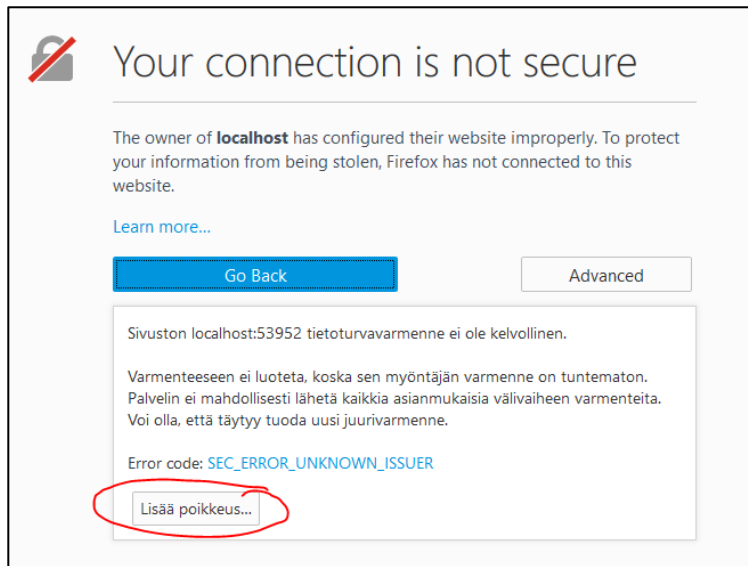 Your connection is not secure
The owner of localhost has configured their website improperly. To protect
your information from being stolen, Firefox has not connected to this
website.
Learn more...
Go Back
Advanced
Sivuston localhost:53952 tietoturvavarmenne ei ole kelvollinen.
Varmenteeseen ei luoteta, koska sen myöntäjän varmenne on tuntematon.
Palvelin ei mahdollisesti lähetä kaikkia asianmukaisia välivaiheen varmenteita.
Voi olla, että täytyy tuoda uusi juurivarmenne.
Error code: SEC_ERROR_UNKNOWN_ISSUER
Lisää poikkeus...